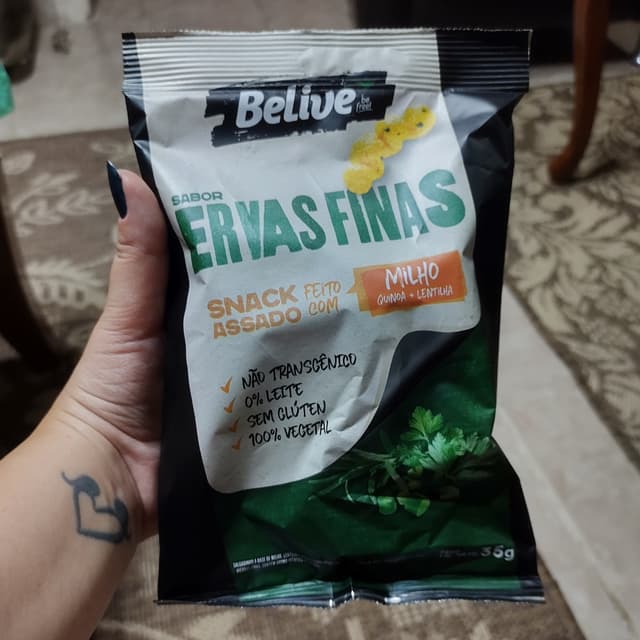 Belive
be free
SABOR
ERVAS FINAS
SNACK
ASSADO
FEITO
COM
MILHO
QUINOA + LENTILHA
NÃO TRANSGÊNICO
0% LEITE
SEM GLÚTEN
100% VEGETAL
35g